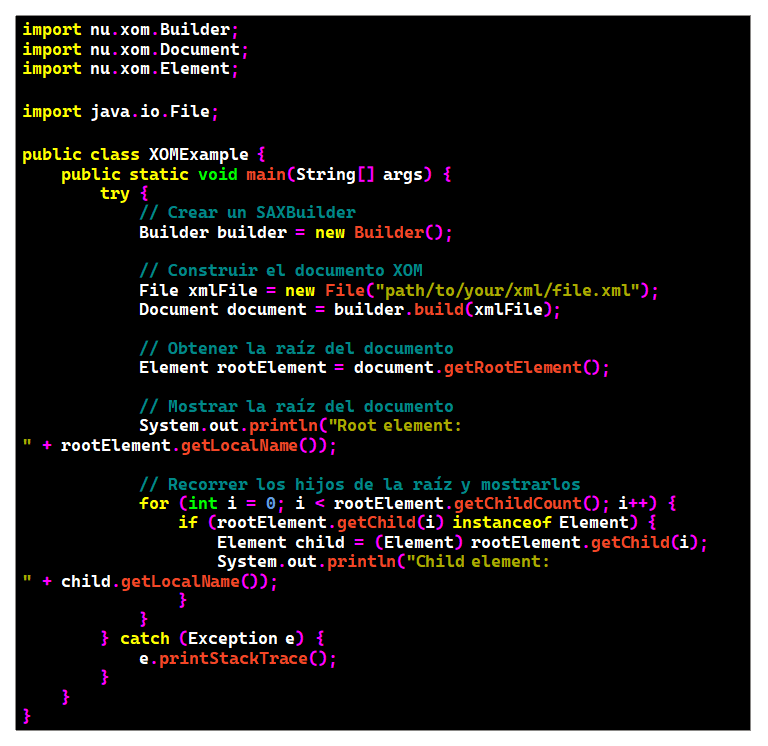 import nu.xom.Builder;
import nu.xom.Document;
import nu.xom.Element;

import java.io.File;

public class XOMExample {
    public static void main(String[] args) {
        try {
            // Crear un SAXBuilder
            Builder builder = new Builder();

            // Construir el documento XOM
            File xmlFile = new File("path/to/your/xml/file.xml");
            Document document = builder.build(xmlFile);

            // Obtener la raíz del documento
            Element rootElement = document.getRootElement();

            // Mostrar la raíz del documento
            System.out.println("Root element:
" + rootElement.getLocalName());

            // Recorrer los hijos de la raíz y mostrarlos
            for (int i = 0; i < rootElement.getChildCount(); i++) {
                if (rootElement.getChild(i) instanceof Element) {
                    Element child = (Element) rootElement.getChild(i);
                    System.out.println("Child element:
" + child.getLocalName());
                }
            }
        } catch (Exception e) {
            e.printStackTrace();
        }
    }
}